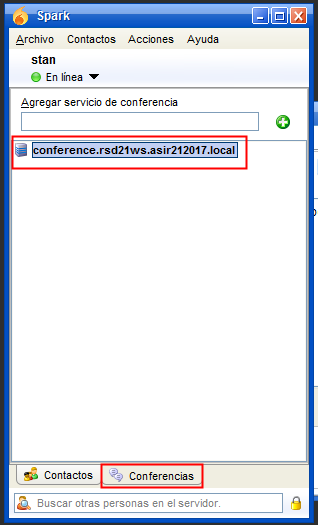 Spark
Archivo Contactos Acciones Ayuda
stan
En línea
Agregar servicio de conferencia
conference.rsd21ws.asir212017.local
Contactos Conferencias
Buscar otras personas en el servidor.